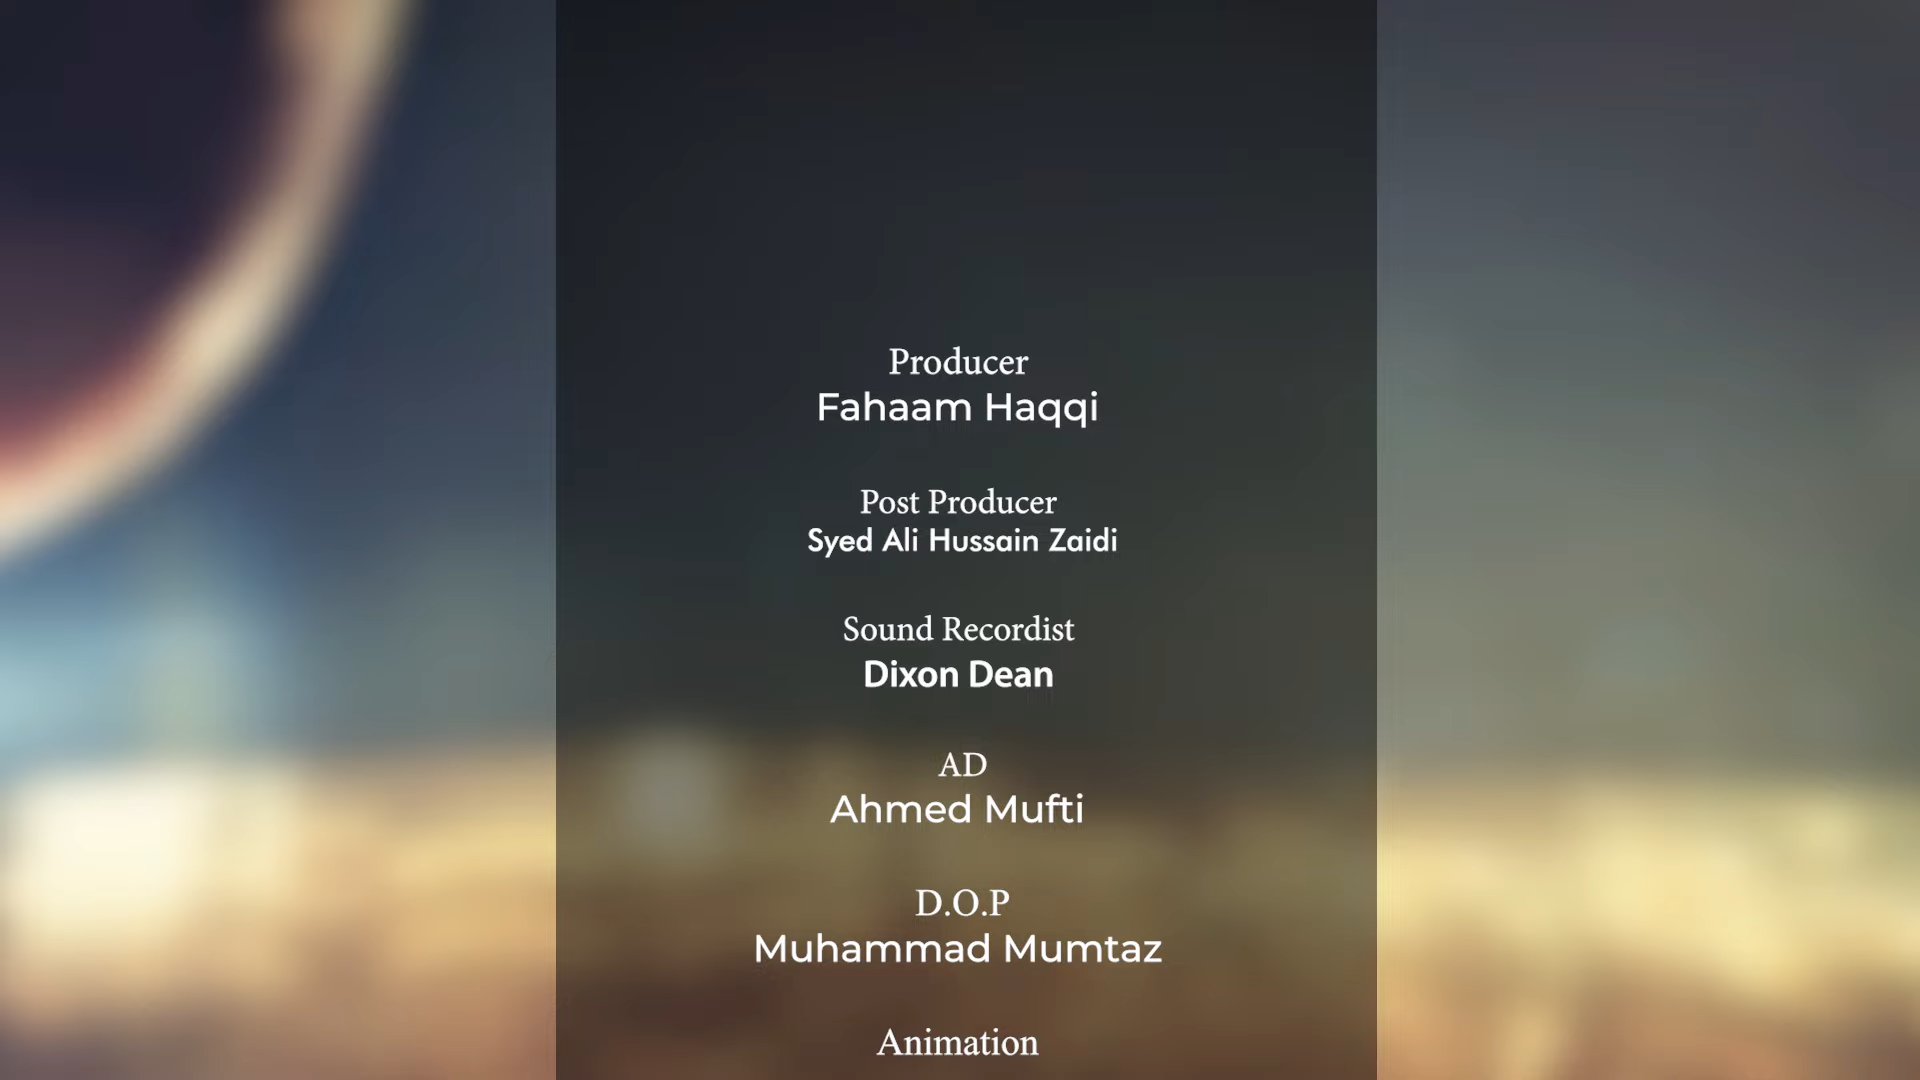 Producer
Fahaam Haqqi
Post Producer
Syed Ali Hussain Zaidi
Sound Recordist
Dixon Dean
AD
Ahmed Mufti
D.O.P
Muhammad Mumtaz
Animation